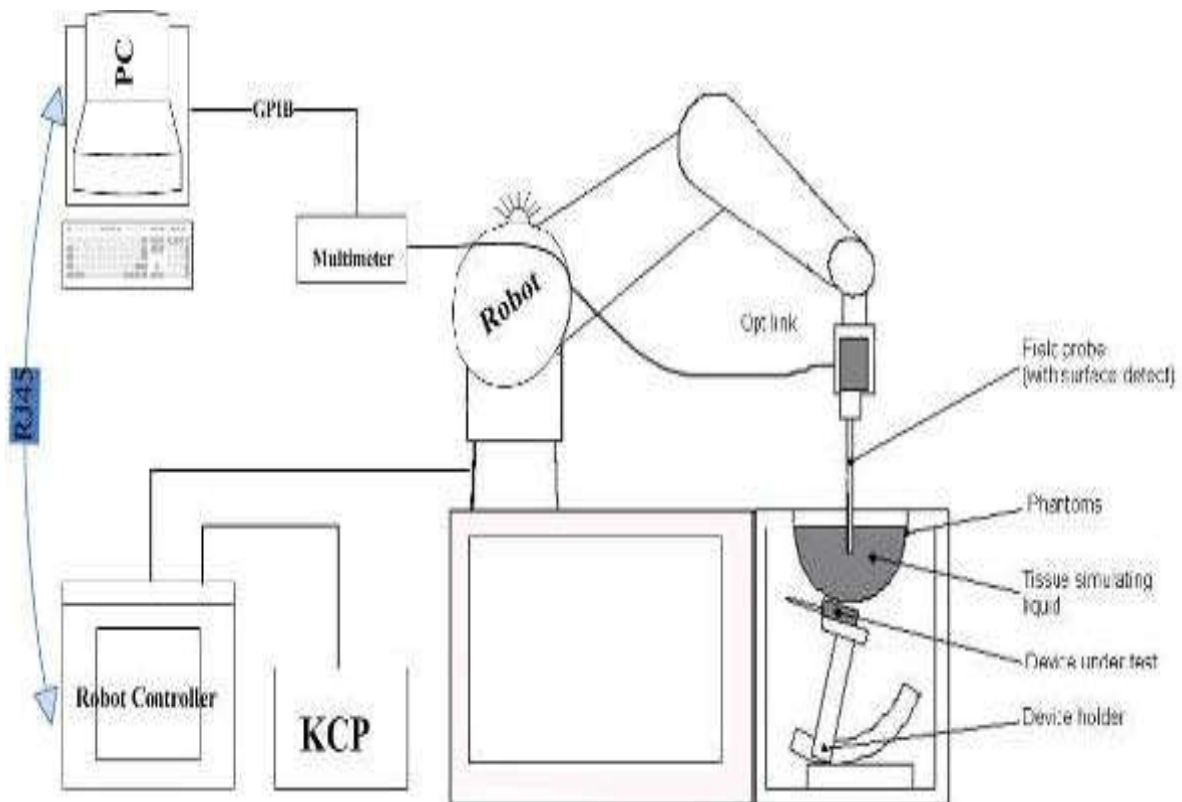 PC
GPIB
Multimeter
Robot
Opt link
Field probe
(with surface detect)
Phantoms
Tissue simulating
liquid
Device under test
Device holder
RJ45
Robot Controller
KCP